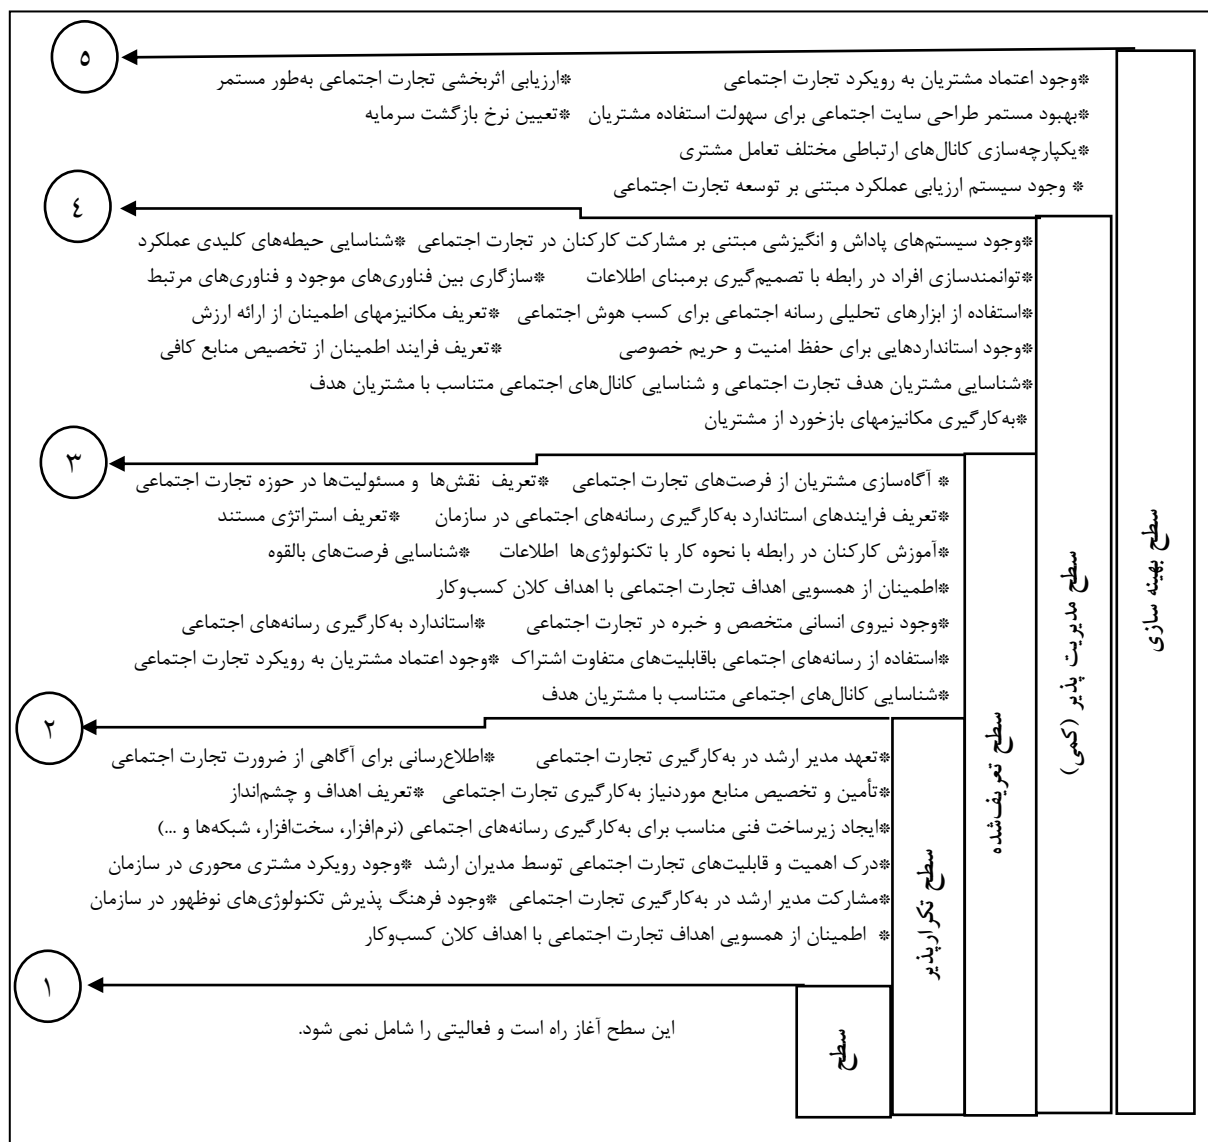 ۵
*وجود اعتماد مشتریان به رویکرد تجارت اجتماعی *ارزیابی اثربخشی تجارت اجتماعی به‌طور مستمر
*بهبود مستمر طراحی سایت اجتماعی برای سهولت استفاده مشتریان *تعیین نرخ بازگشت سرمایه
*یکپارچه‌سازی کانال‌های ارتباطی مختلف تعامل مشتری
* وجود سیستم ارزیابی عملکرد مبتنی بر توسعه تجارت اجتماعی
٤
*وجود سیستم‌های پاداش و انگیزشی مبتنی بر مشارکت کارکنان در تجارت اجتماعی *شناسایی حیطه‌های کلیدی عملکرد
*توانمندسازی افراد در رابطه با تصمیم‌گیری برمبنای اطلاعات *سازگاری بین فناوری‌های موجود و فناوری‌های مرتبط
*استفاده از ابزارهای تحلیلی رسانه اجتماعی برای کسب هوش اجتماعی *تعریف مکانیزمهای اطمینان از ارائه ارزش
*وجود استانداردهایی برای حفظ امنیت و حریم خصوصی *تعریف فرایند اطمینان از تخصیص منابع کافی
*شناسایی مشتریان هدف تجارت اجتماعی و شناسایی کانال‌های اجتماعی متناسب با مشتریان هدف
*به‌کارگیری مکانیزمهای بازخورد از مشتریان
۳
* آگاه‌سازی مشتریان از فرصت‌های تجارت اجتماعی *تعریف نقش‌ها و مسئولیت‌ها در حوزه تجارت اجتماعی
*تعریف فرایندهای استاندارد به‌کارگیری رسانه‌های اجتماعی در سازمان *تعریف استراتژی مستند
*آموزش کارکنان در رابطه با نحوه کار با تکنولوژی‌ها اطلاعات *شناسایی فرصت‌های بالقوه
*اطمینان از همسویی اهداف تجارت اجتماعی با اهداف کلان کسب‌وکار
*وجود نیروی انسانی متخصص و خبره در تجارت اجتماعی *استاندارد به‌کارگیری رسانه‌های اجتماعی
*استفاده از رسانه‌های اجتماعی باقابلیت‌های متفاوت اشتراک *وجود اعتماد مشتریان به رویکرد تجارت اجتماعی
*شناسایی کانال‌های اجتماعی متناسب با مشتریان هدف
۲
*تعهد مدیر ارشد در به‌کارگیری تجارت اجتماعی *اطلاع‌رسانی برای آگاهی از ضرورت تجارت اجتماعی
*تأمین و تخصیص منابع موردنیاز به‌کارگیری تجارت اجتماعی *تعریف اهداف و چشم‌انداز
*ایجاد زیرساخت فنی مناسب برای به‌کارگیری رسانه‌های اجتماعی (نرم‌افزار، سخت‌افزار، شبکه‌ها و ...)
*درک اهمیت و قابلیت‌های تجارت اجتماعی توسط مدیران ارشد *وجود رویکرد مشتری محوری در سازمان
*مشارکت مدیر ارشد در به‌کارگیری تجارت اجتماعی *وجود فرهنگ پذیرش تکنولوژی‌های نوظهور در سازمان
* اطمینان از همسویی اهداف تجارت اجتماعی با اهداف کلان کسب‌وکار
۱
این سطح آغاز راه است و فعالیتی را شامل نمی شود.
سطح بهینه سازی
سطح مدیریت پذیر (کمی)
سطح تعریف‌شده
سطح تکرارپذیر
سطح